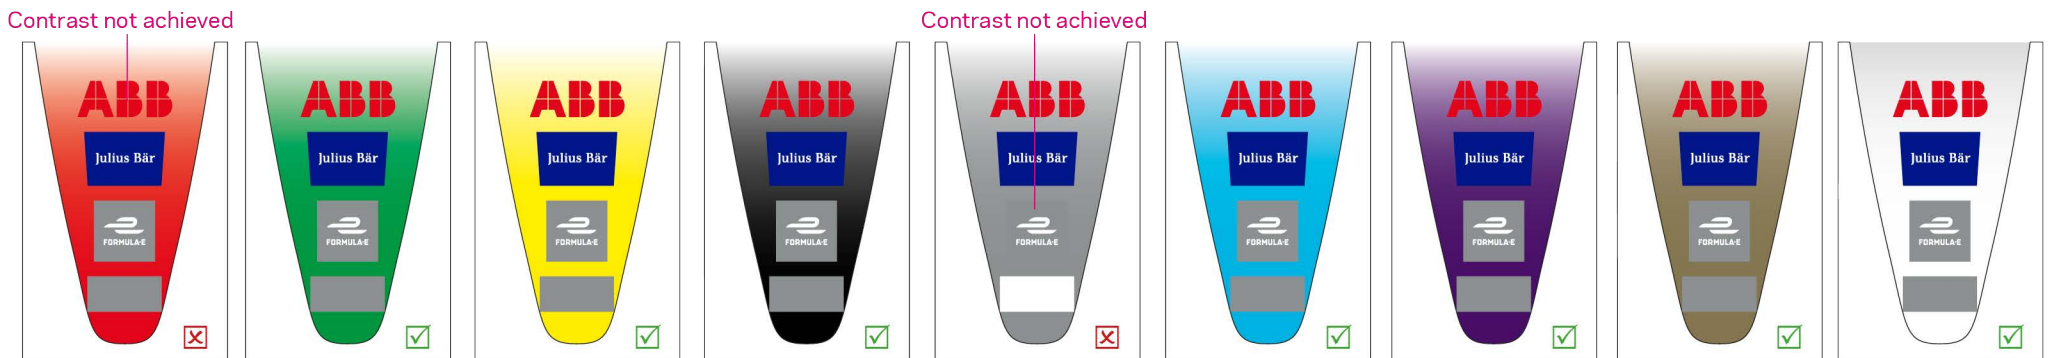 Contrast not achieved
Contrast not achieved
ABB ABB ABB ABB ABB ABB ABB ABB ABB
Julius Bär Julius Bär Julius Bär Julius Bär Julius Bär Julius Bär Julius Bär Julius Bär Julius Bär
FORMULA-E FORMULA-E FORMULA-E FORMULA-E FORMULA-E FORMULA-E FORMULA-E FORMULA-E FORMULA-E